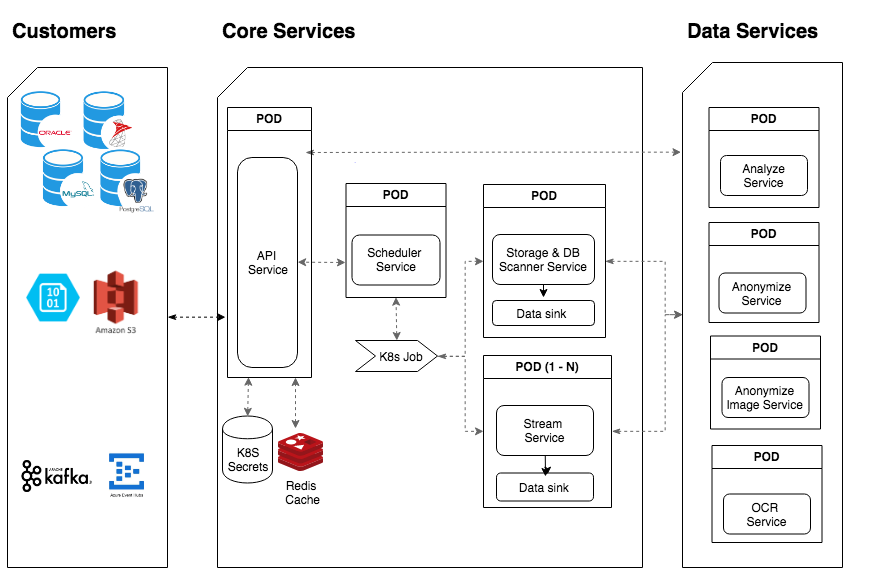 Customers
Core Services
Data Services
ORACLE
MySQL
PostgreSQL
10
01
Amazon S3
APACHE
kafka
Azure Event Hubs
POD
API
Service
K8S
Secrets
Redis
Cache
POD
Scheduler
Service
K8s Job
POD
Storage & DB
Scanner Service
Data sink
POD (1 - N)
Stream
Service
Data sink
POD
Analyze
Service
POD
Anonymize
Service
POD
Anonymize
Image Service
POD
OCR
Service